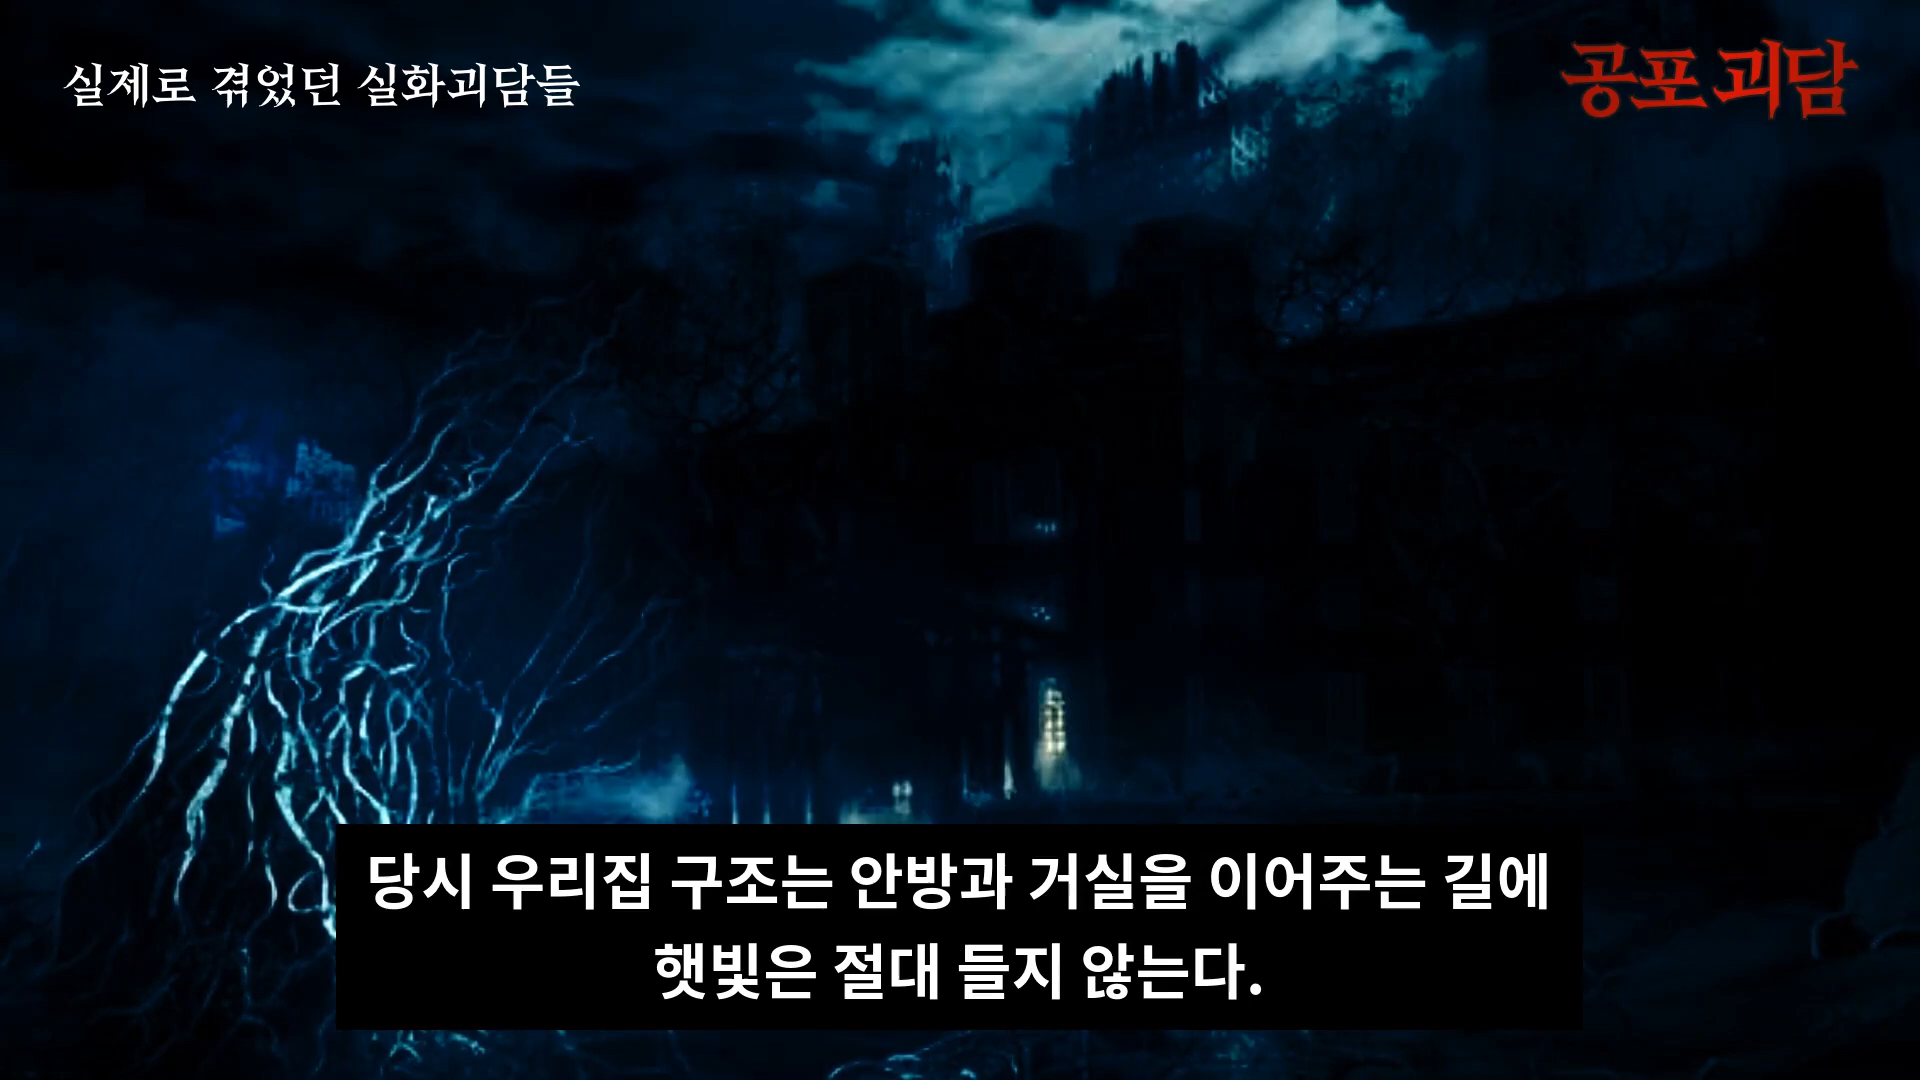 실제로 겪었던 실화괴담들
공포괴담
당시 우리집 구조는 안방과 거실을 이어주는 길에
햇빛은 절대 들지 않는다.